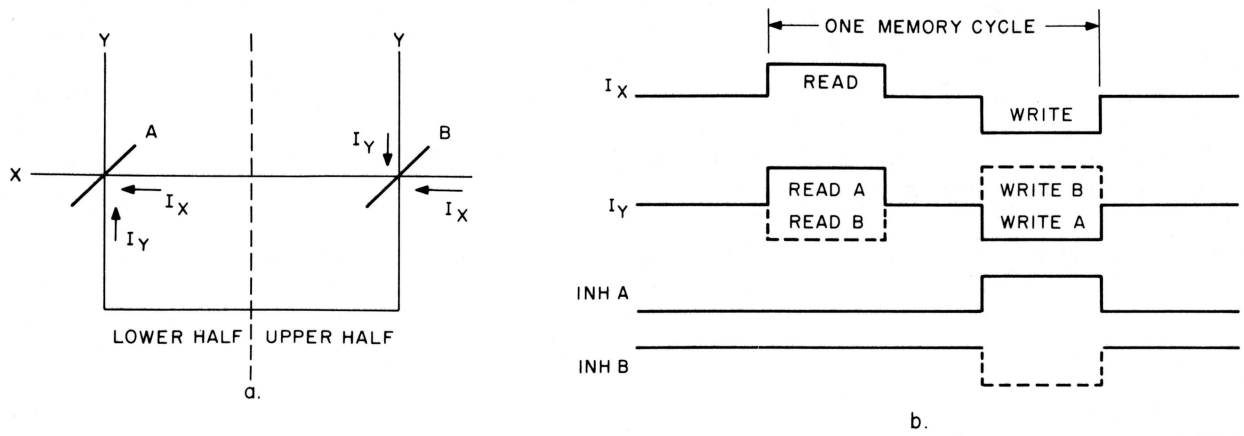 Y
Y
A
B
I Y
X
I X
I X
I Y
LOWER HALF
UPPER HALF
a.
ONE MEMORY CYCLE
I X
READ
WRITE
I Y
READ A
WRITE B
READ B
WRITE A
INH A
INH B
b.